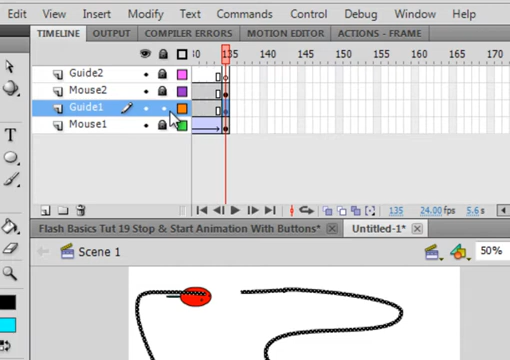 File Edit View Insert Modify Text Commands Control Debug Window Help
TIMELINE OUTPUT COMPILER ERRORS MOTION EDITOR ACTIONS - FRAME
130 135 140 145 150 155 160 165 170
Guide2
Mouse2
Guide1
Mouse1
135 24.00 fps 5.6 s
Flash Basics Tut 19 Stop & Start Animation With Buttons* Untitled-1*
Scene 1 50%
T